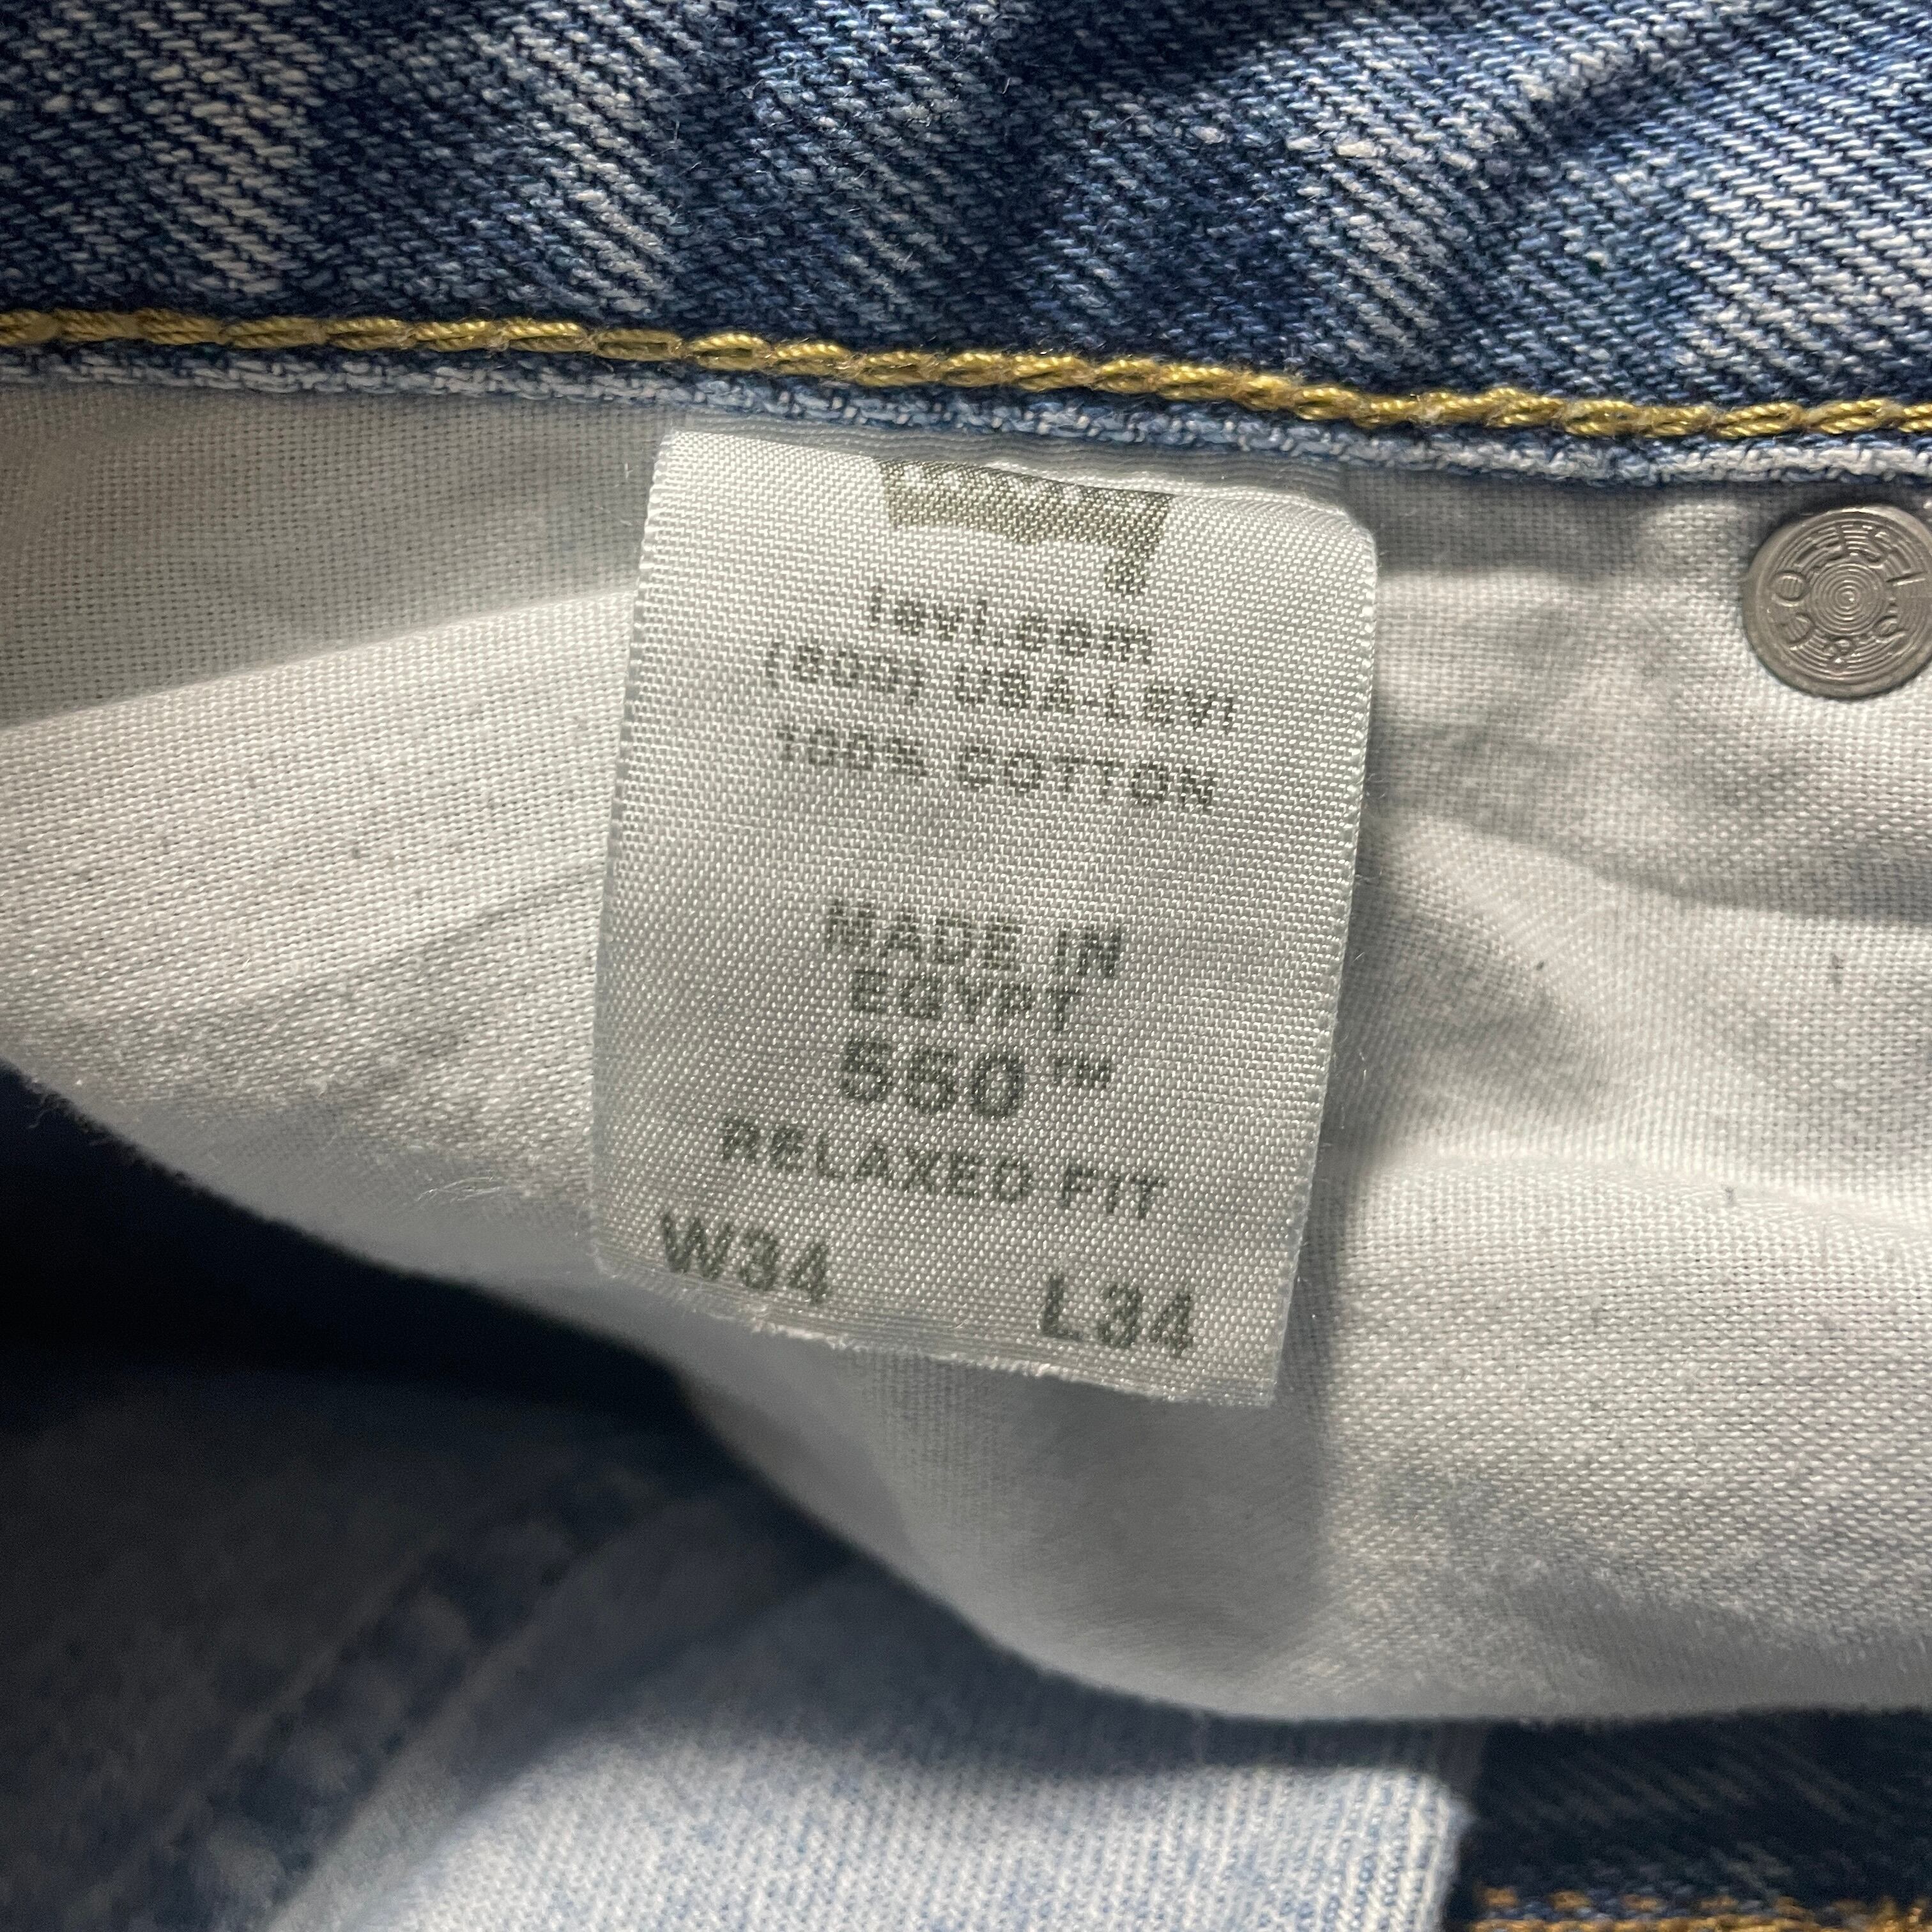 levi.com
(800) USA-LEVI
100% COTTON
MADE IN
EGYPT
550™
RELAXED FIT
W34 L34